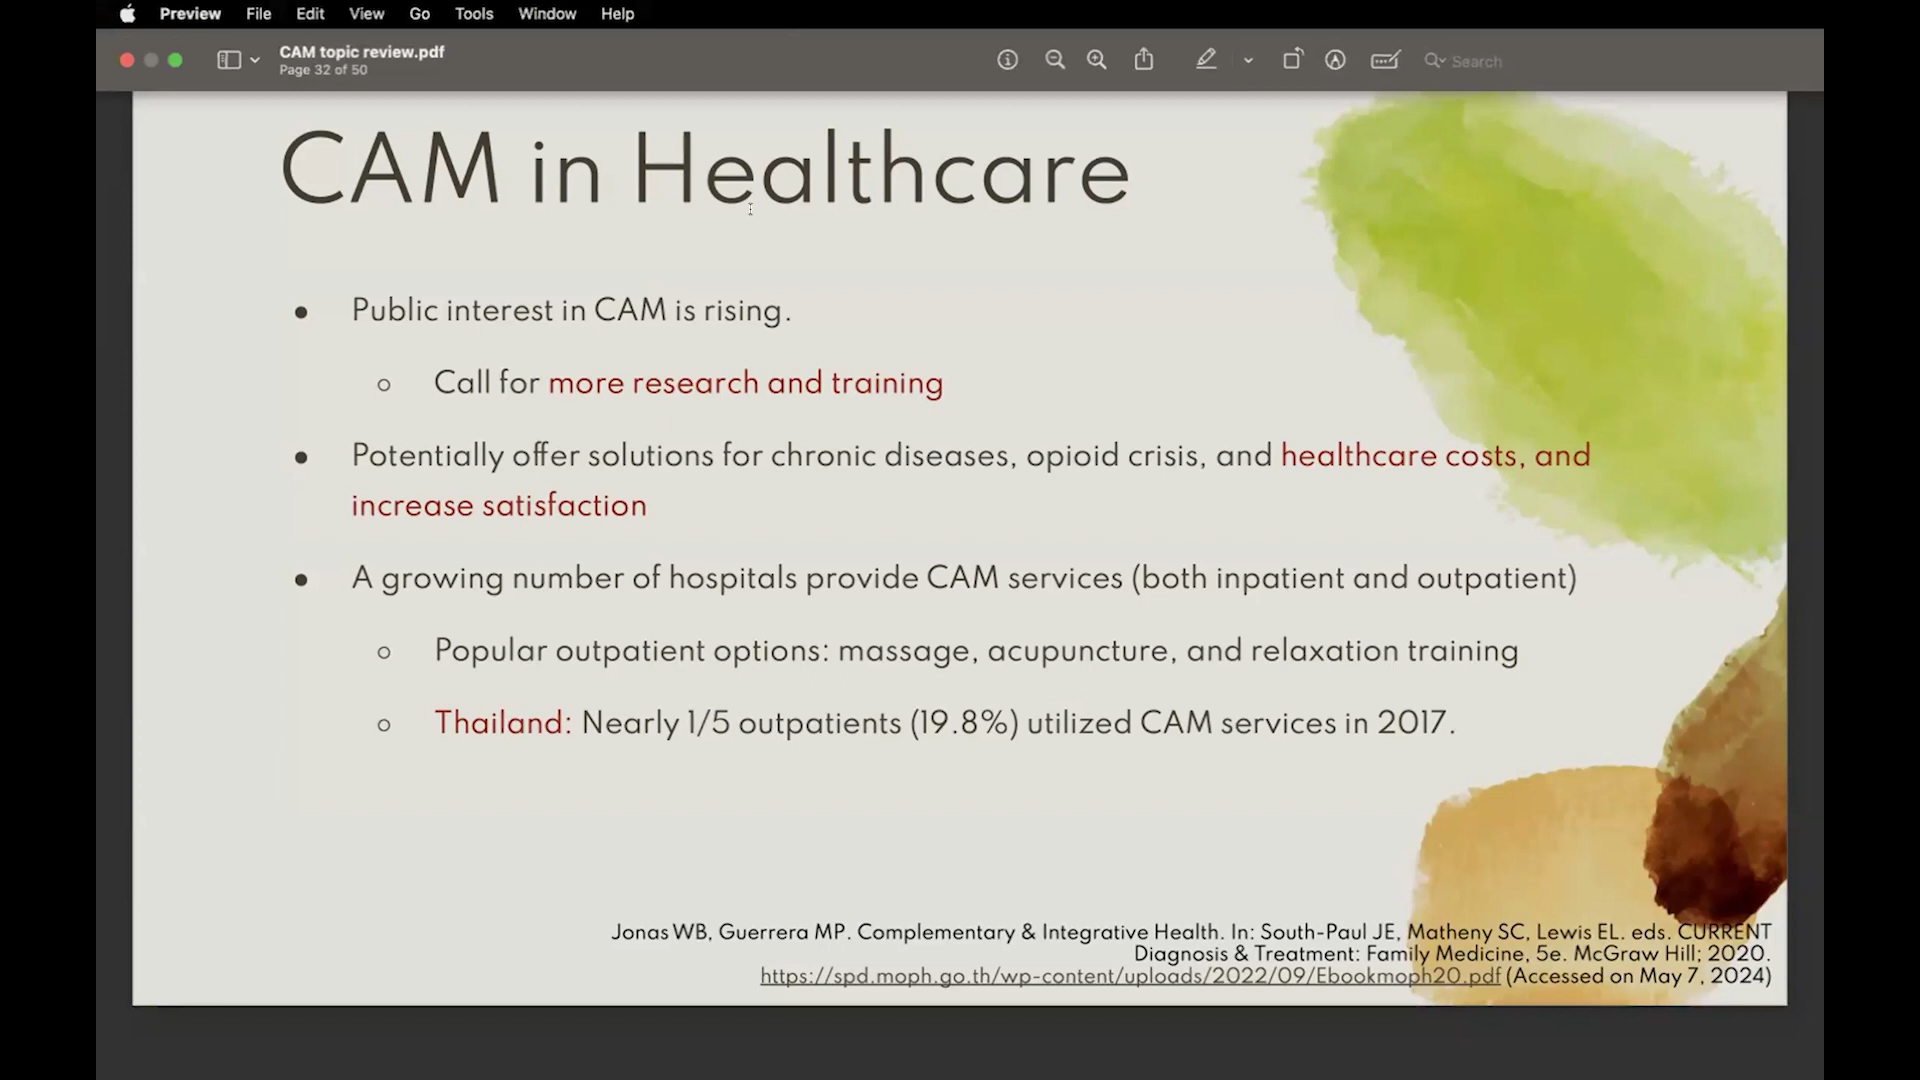 Preview File Edit View Go Tools Window Help
CAM topic review.pdf
Page 32 of 50
Search
CAM in Healthcare
● Public interest in CAM is rising.
○ Call for more research and training
● Potentially offer solutions for chronic diseases, opioid crisis, and healthcare costs, and
increase satisfaction
● A growing number of hospitals provide CAM services (both inpatient and outpatient)
○ Popular outpatient options: massage, acupuncture, and relaxation training
○ Thailand: Nearly 1/5 outpatients (19.8%) utilized CAM services in 2017.
Jonas WB, Guerrera MP. Complementary & Integrative Health. In: South-Paul JE, Matheny SC, Lewis EL. eds. CURRENT
Diagnosis & Treatment: Family Medicine, 5e. McGraw Hill; 2020.
https://spd.moph.go.th/wp-content/uploads/2022/09/Ebookmoph20.pdf (Accessed on May 7, 2024)